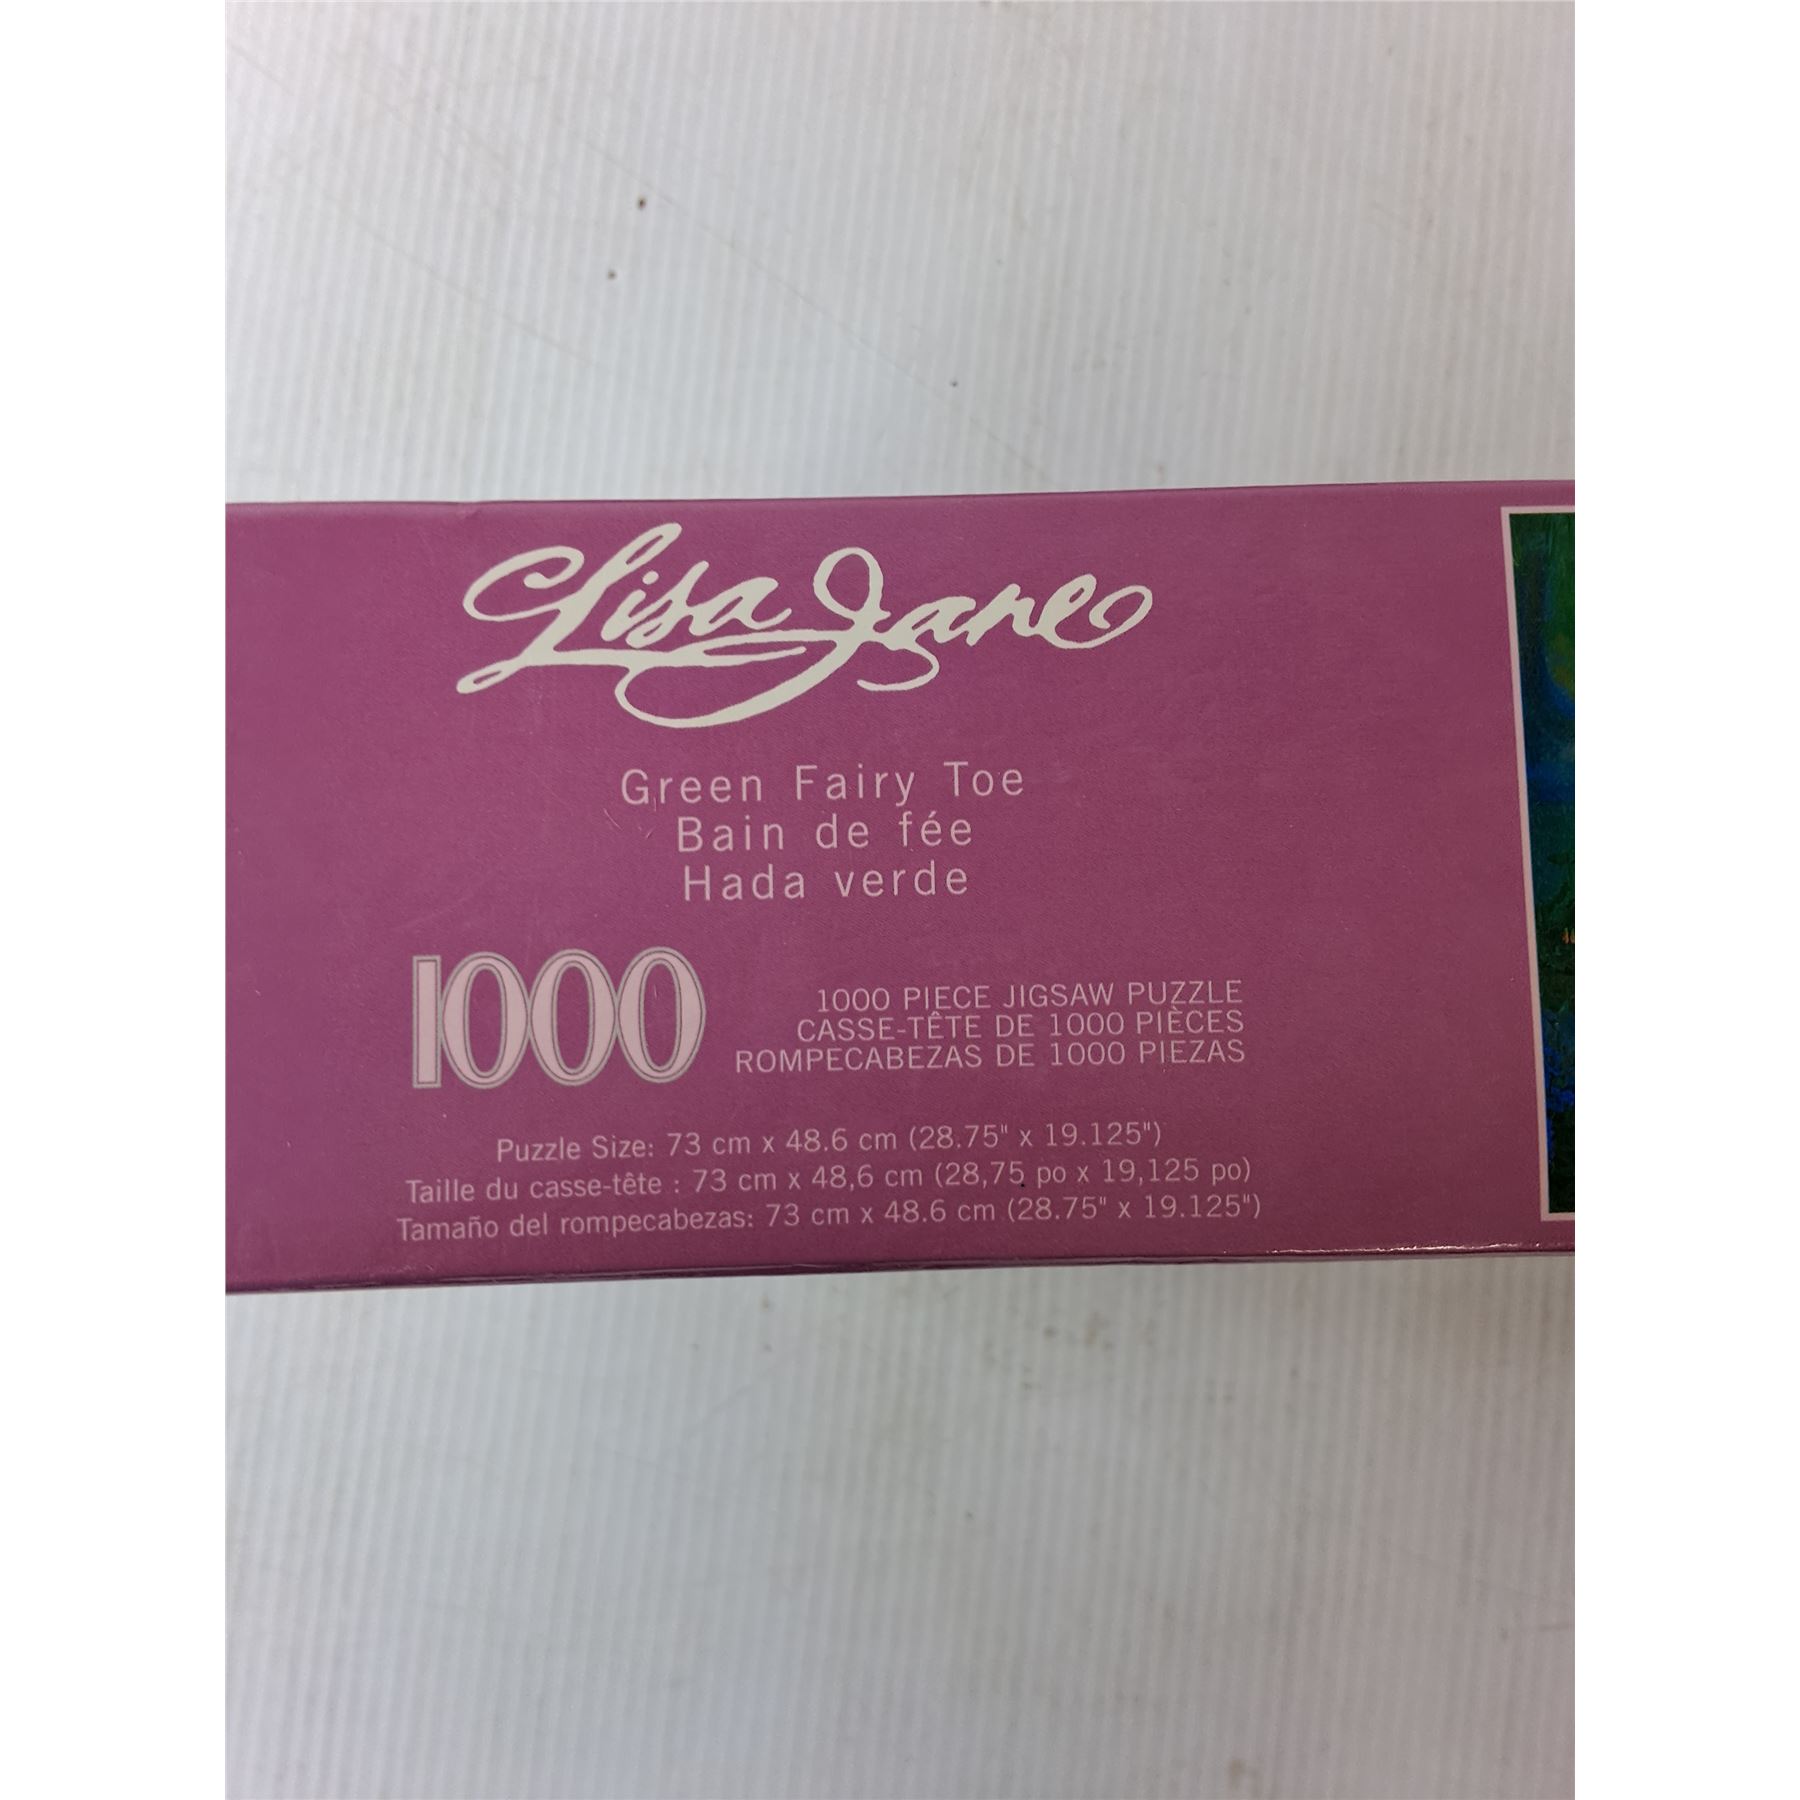 Lisa Jane
Green Fairy Toe
Bain de fée
Hada verde
1000
1000 PIECE JIGSAW PUZZLE
CASSE-TÊTE DE 1000 PIÈCES
ROMPECABEZAS DE 1000 PIEZAS
Puzzle Size: 73 cm x 48.6 cm (28.75" x 19.125")
Taille du casse-tête : 73 cm x 48,6 cm (28,75 po x 19,125 po)
Tamaño del rompecabezas: 73 cm x 48.6 cm (28.75" x 19.125")